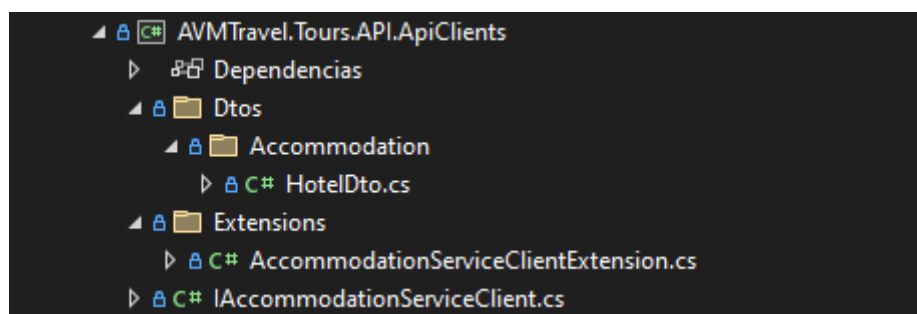 C# AVMTravel.Tours.API.ApiClients
Dependencias
Dtos
Accommodation
C# HotelDto.cs
Extensions
C# AccommodationServiceClientExtension.cs
C# IAccommodationServiceClient.cs